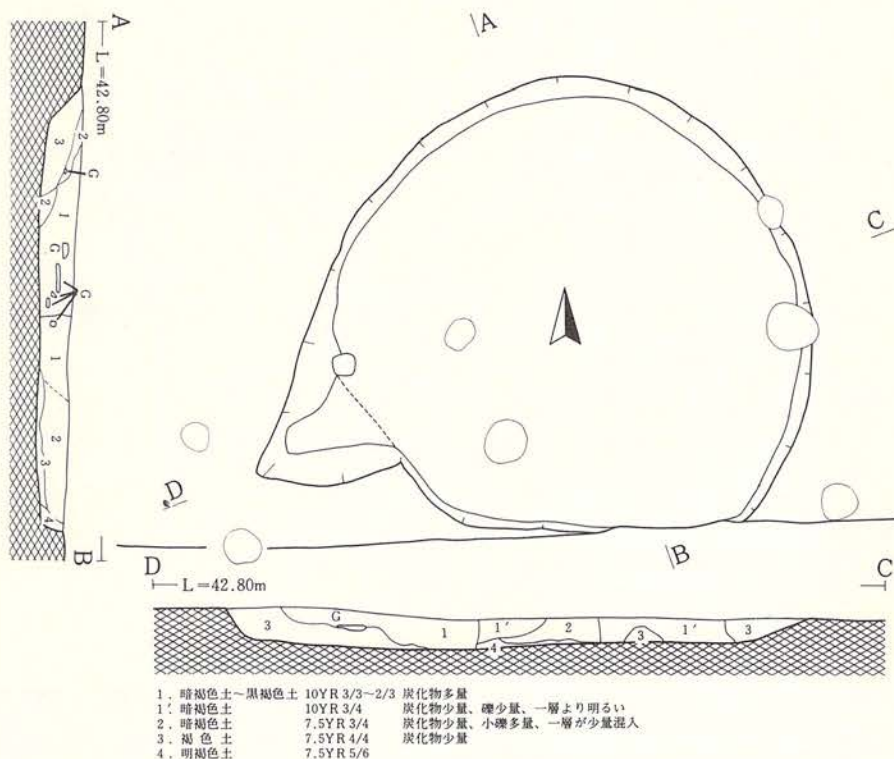 A
A
L=42.80m
2
3
G
2
1
G
G
1
2
3
4
B
C
D
B
D
C
L=42.80m
3
G
1
1′
2
4
3
1′
3
1. 暗褐色土~黒褐色土 10YR 3/3~2/3 炭化物多量
1′. 暗褐色土 10YR 3/4 炭化物少量、礫少量、一層より明るい
2. 暗褐色土 7.5YR 3/4 炭化物少量、小礫多量、一層が少量混入
3. 褐色土 7.5YR 4/4 炭化物少量
4. 明褐色土 7.5YR 5/6